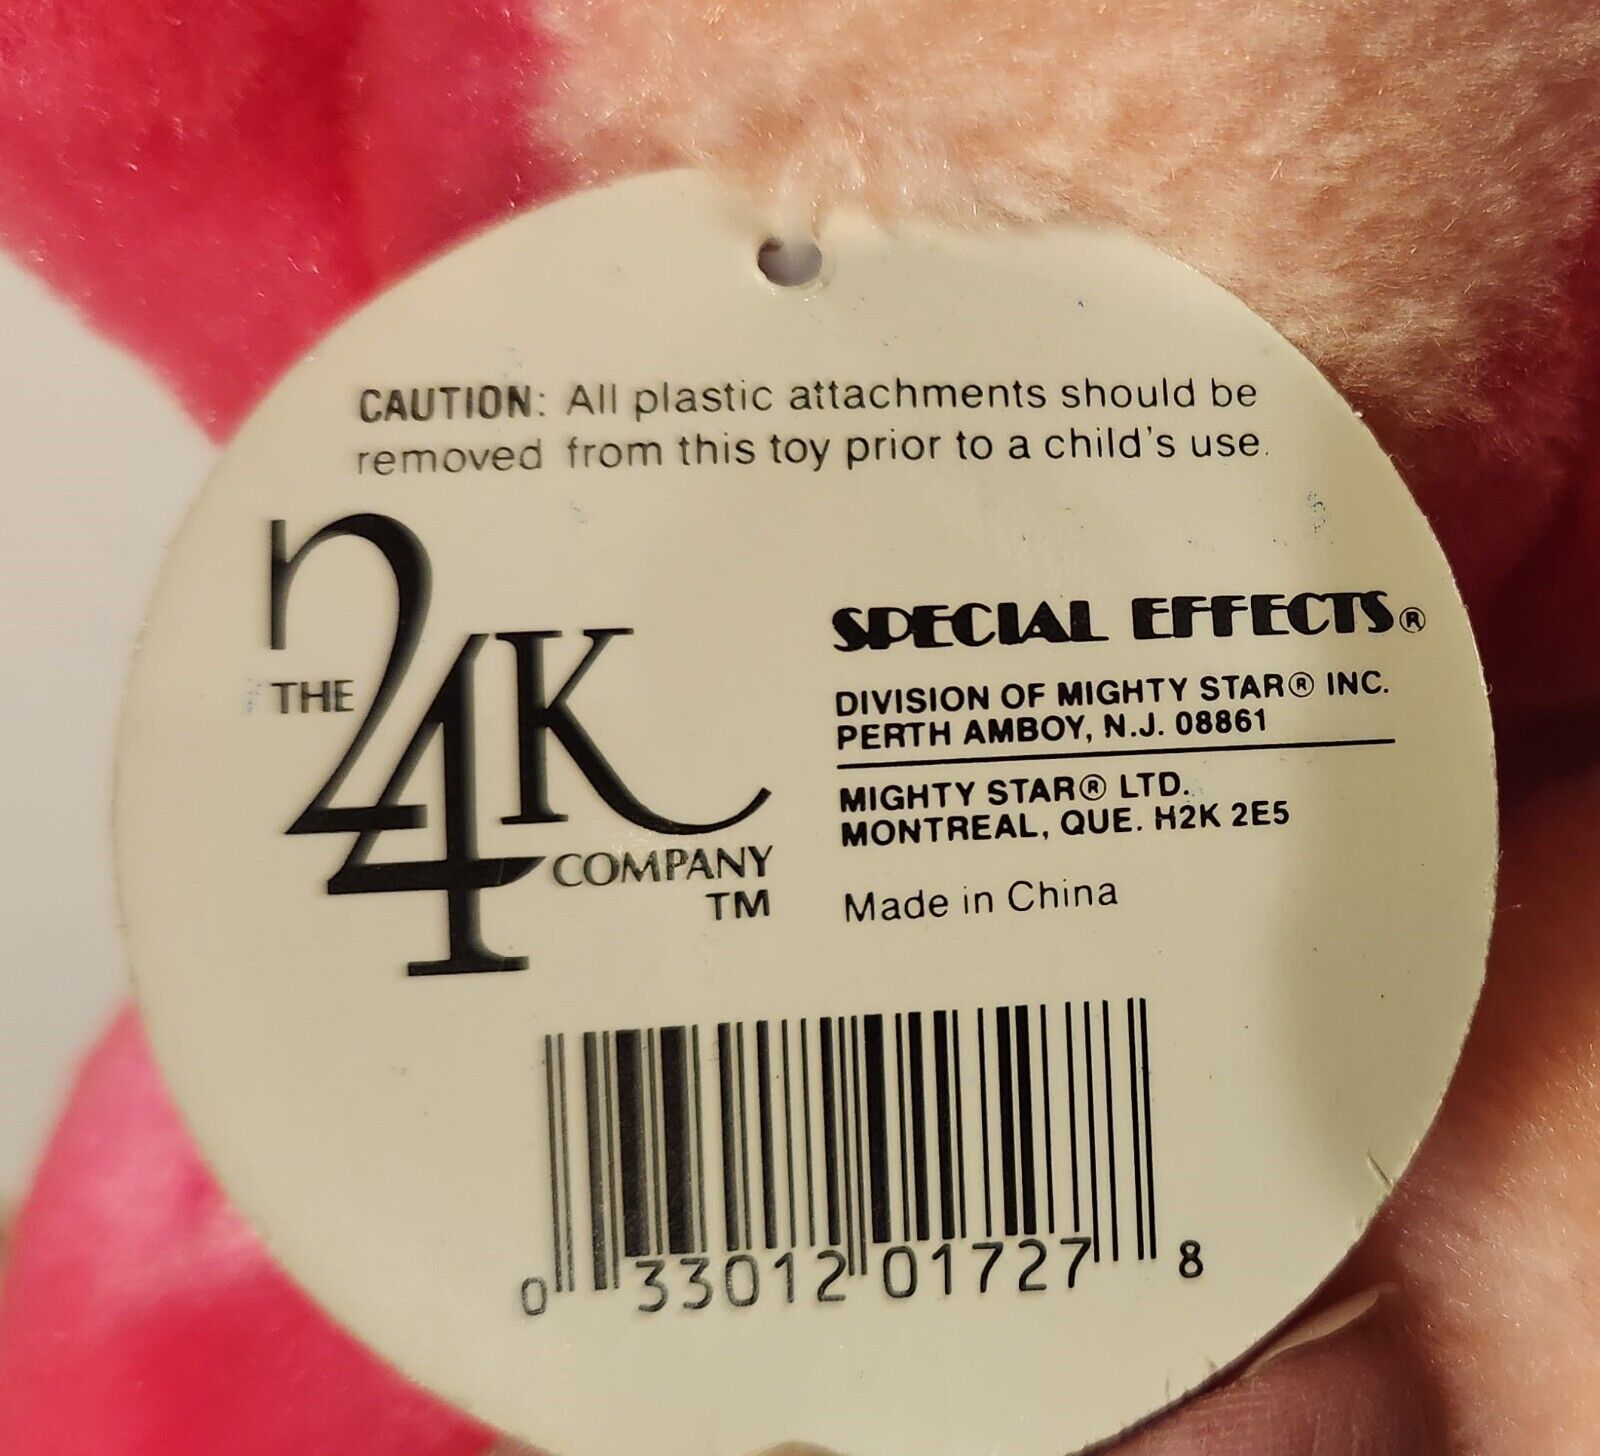 CAUTION: All plastic attachments should be
removed from this toy prior to a child's use.
THE
24K
COMPANY
TM
SPECIAL EFFECTS®
DIVISION OF MIGHTY STAR® INC.
PERTH AMBOY, N.J. 08861
MIGHTY STAR® LTD.
MONTREAL, QUE. H2K 2E5
Made in China
0 33012 01727 8